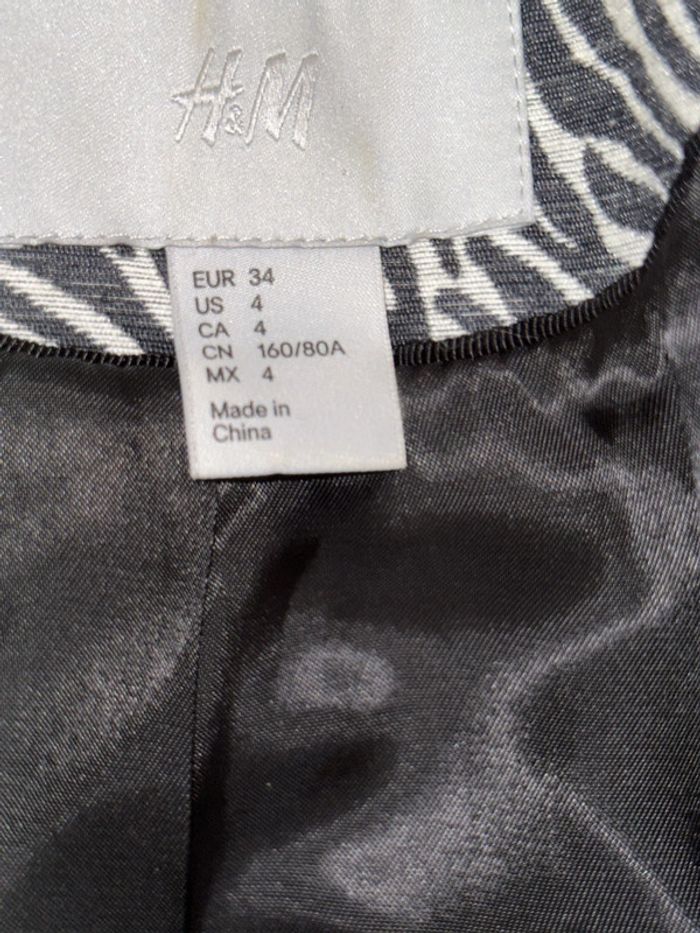 H&M
EUR 34
US 4
CA 4
CN 160/80A
MX 4
Made in
China